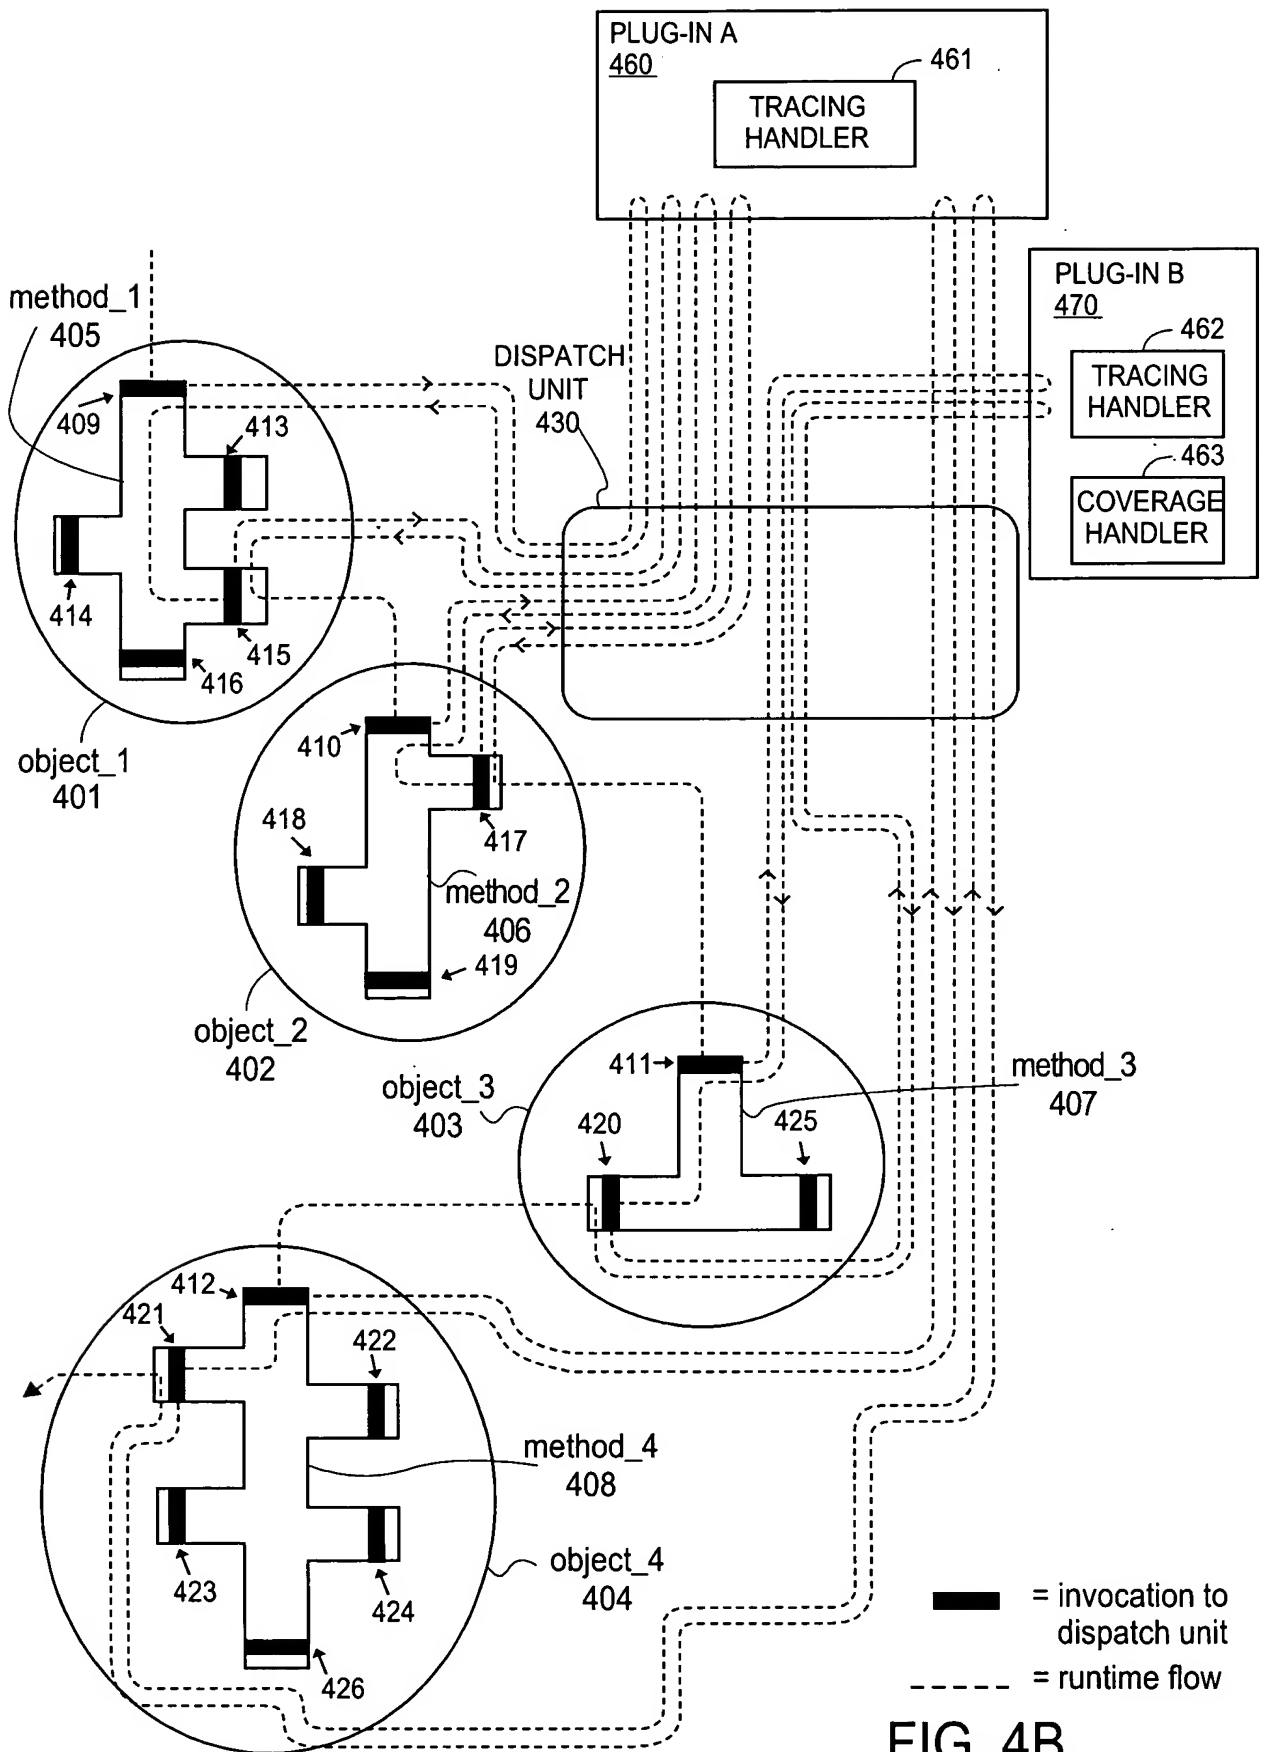 PLUG-IN A
460
461
TRACING
HANDLER
PLUG-IN B
470
462
TRACING
HANDLER
463
COVERAGE
HANDLER
method_1
405
DISPATCH
UNIT
430
409
413
414
415
416
object_1
401
410
418
417
method_2
406
419
object_2
402
411
method_3
407
object_3
403
420
425
412
421
422
method_4
408
423
424
object_4
404
426
= invocation to
dispatch unit
= runtime flow
FIG. 4B